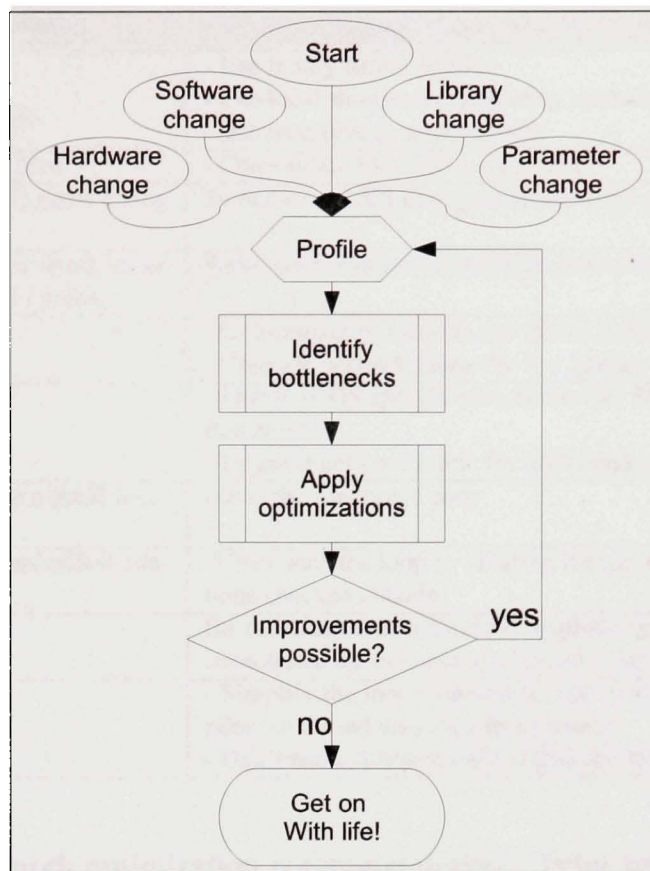 Start
Software
change
Library
change
Hardware
change
Parameter
change
Profile
Identify
bottlenecks
Apply
optimizations
Improvements
possible?
yes
no
Get on
With life!